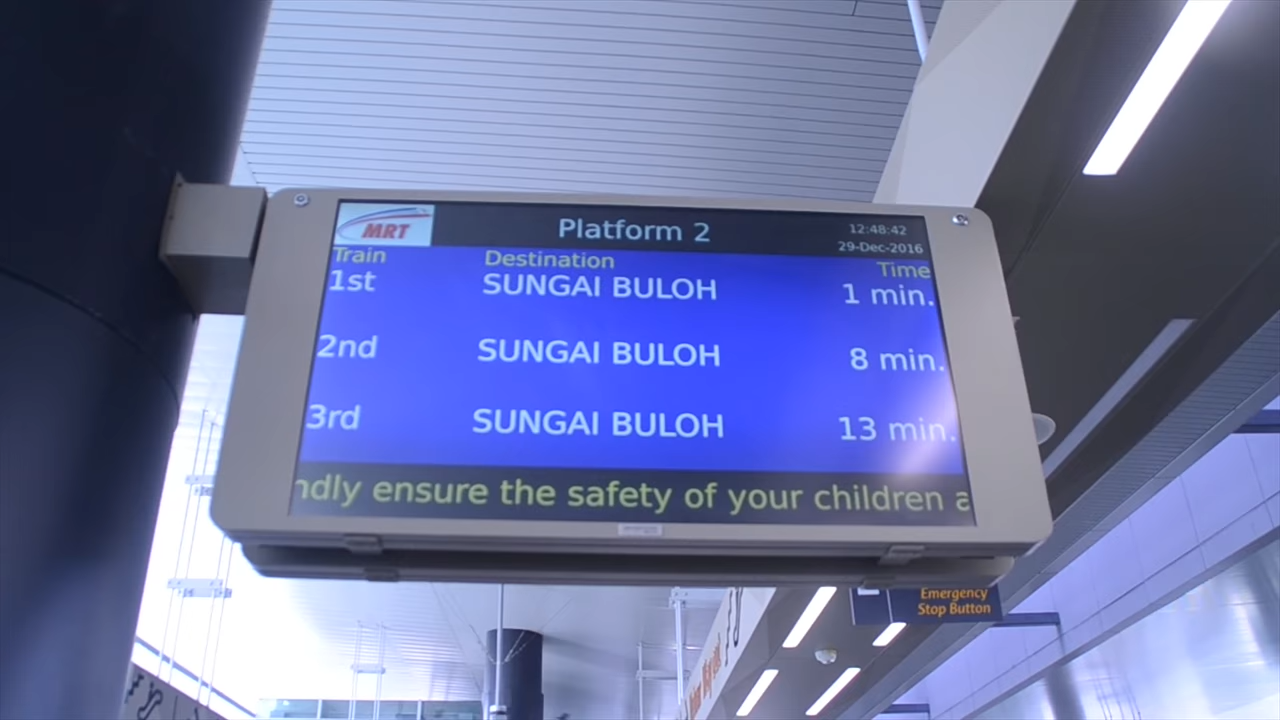 MRT
Platform 2
12:48:42
29-Dec-2016
Train Destination Time
1st SUNGAI BULOH 1 min.
2nd SUNGAI BULOH 8 min.
3rd SUNGAI BULOH 13 min.
ndly ensure the safety of your children a
Emergency
Stop Button